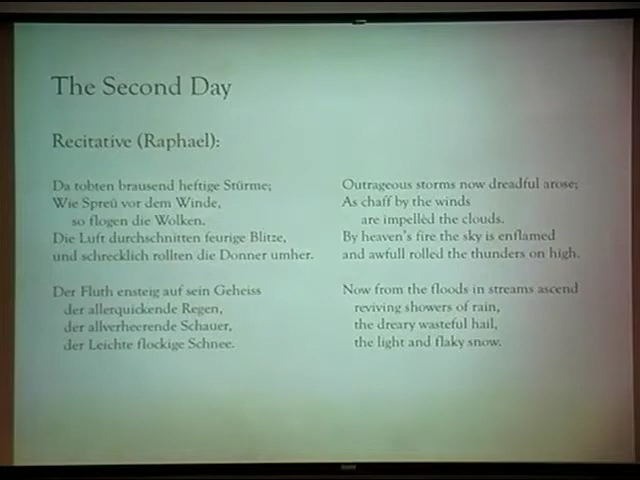 The Second Day
Recitative (Raphael):
Da tobten brausend heftige Stürme;
Wie Spreü vor dem Winde,
so flogen die Wolken.
Die Luft durchschnitten feurige Blitze,
und schrecklich rollten die Donner umher.
Der Fluth ensteig auf sein Geheiss
der allerquickende Regen,
der allverheerende Schauer,
der Leichte flockige Schnee.
Outrageous storms now dreadful arose;
As chaff by the winds
are impelled the clouds.
By heaven's fire the sky is enflamed
and awfull rolled the thunders on high.
Now from the floods in streams ascend
reviving showers of rain,
the dreary wasteful hail,
the light and flaky snow.